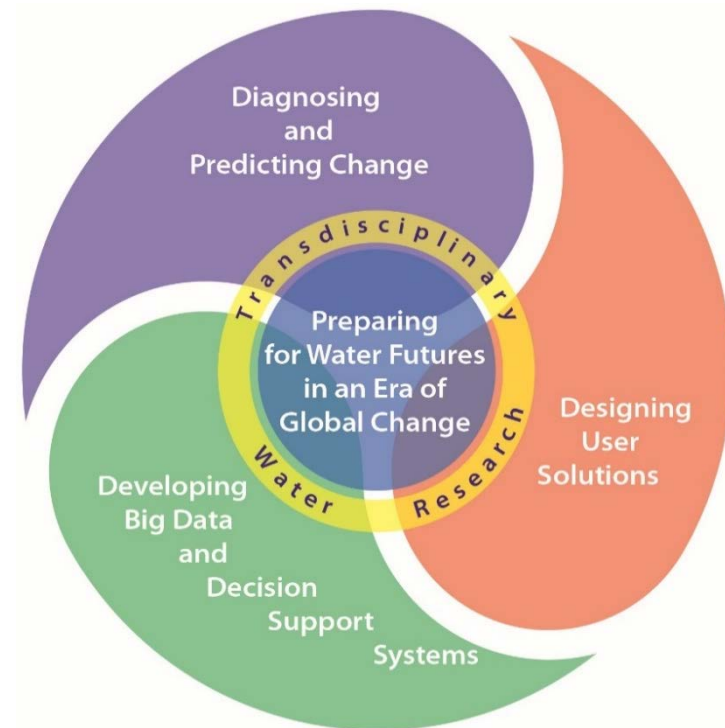 Diagnosing
and
Predicting Change
Transdisciplinary
Water
Research
Preparing
for Water Futures
in an Era of
Global Change
Designing
User
Solutions
Developing
Big Data
and
Decision
Support
Systems